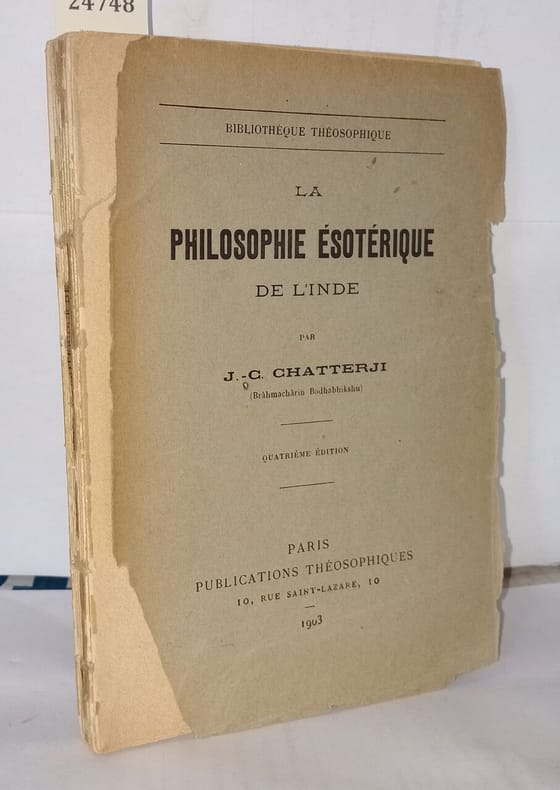 24748
BIBLIOTHÈQUE THÉOSOPHIQUE
LA
PHILOSOPHIE ÉSOTÉRIQUE
DE L'INDE
PAR
J.-C. CHATTERJI
(Brâhmachârin Bodhabhikshu)
QUATRIÈME ÉDITION
PARIS
PUBLICATIONS THÉOSOPHIQUES
10, RUE SAINT-LAZARE, 10
1903